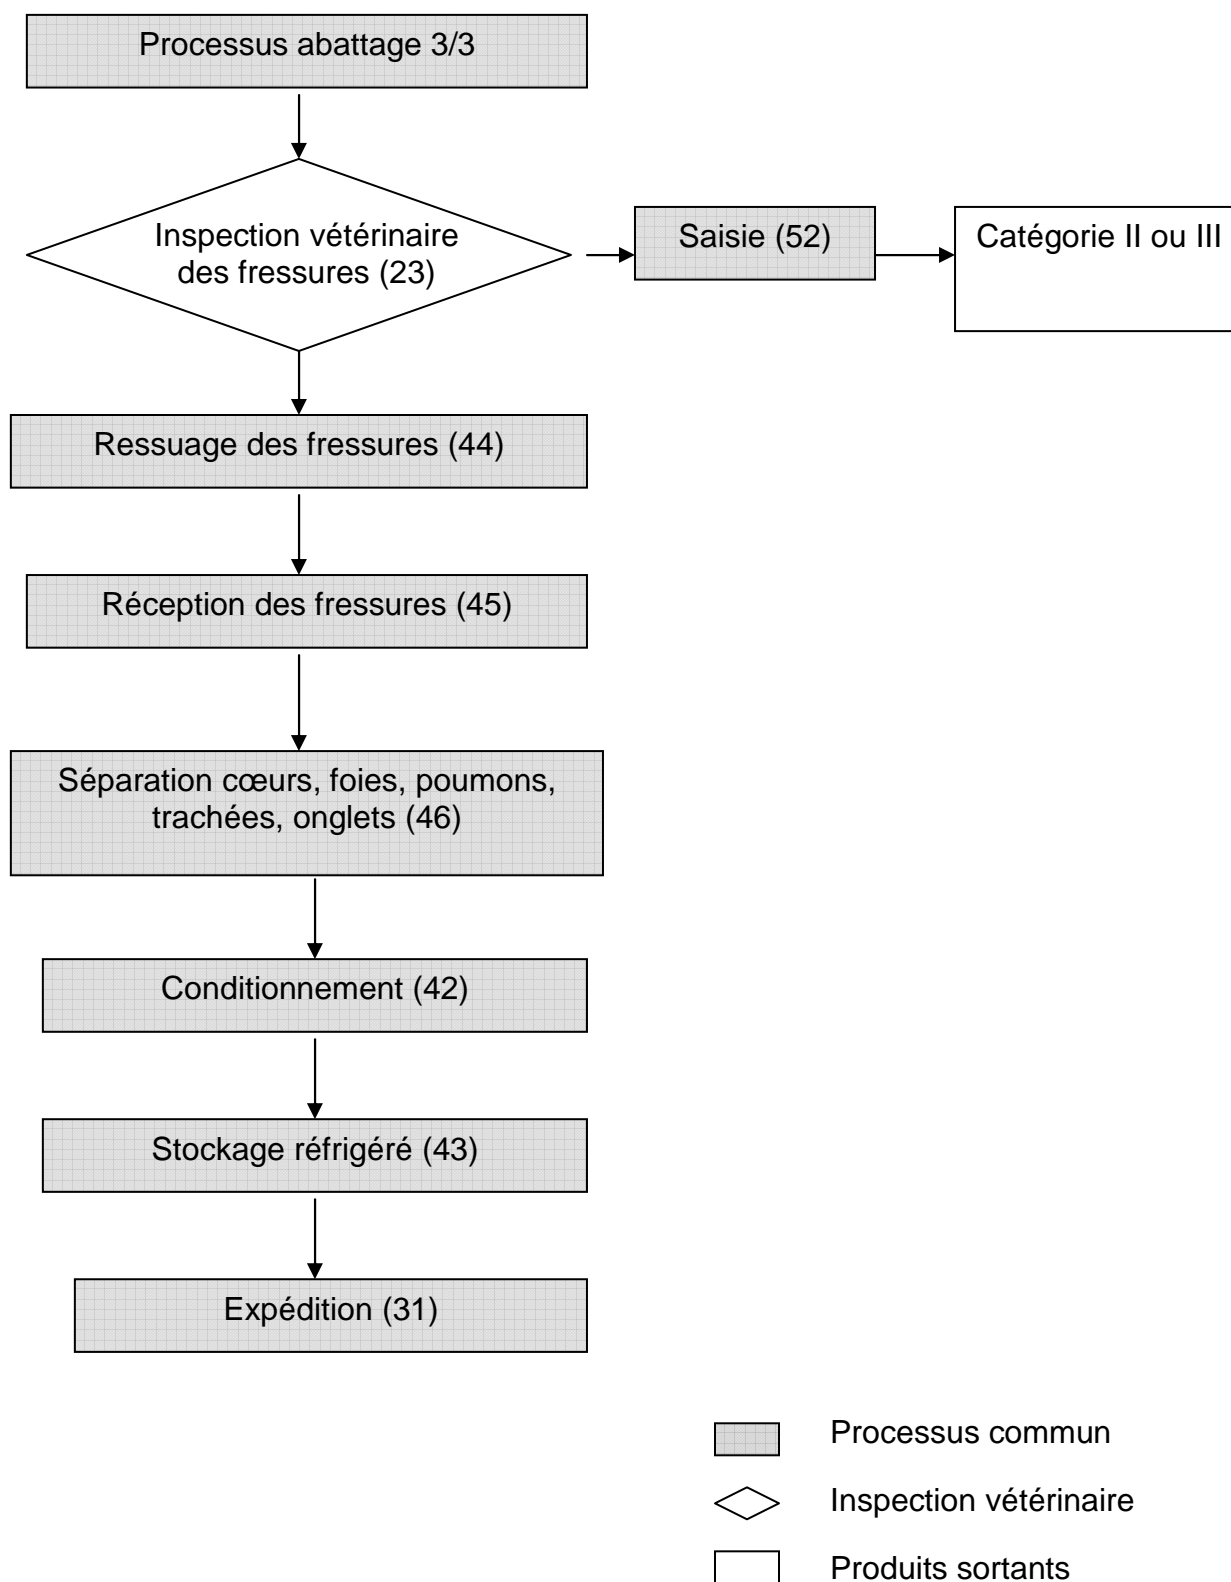 Processus abattage 3/3
Inspection vétérinaire
des fressures (23)
Saisie (52)
Catégorie II ou III
Ressuage des fressures (44)
Réception des fressures (45)
Séparation cœurs, foies, poumons,
trachées, onglets (46)
Conditionnement (42)
Stockage réfrigéré (43)
Expédition (31)
Processus commun
Inspection vétérinaire
Produits sortants